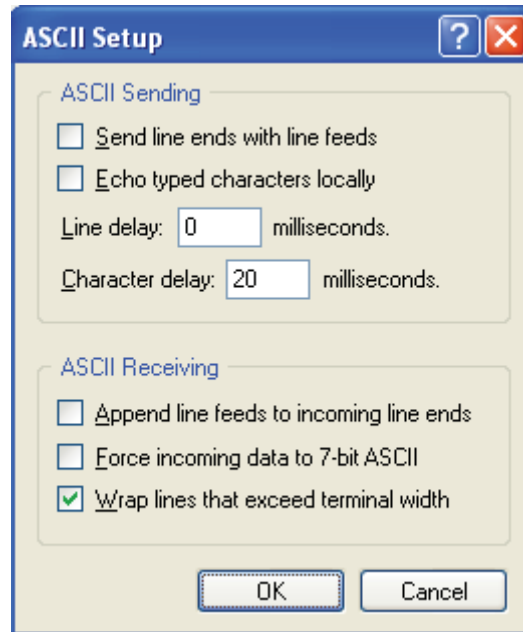 ASCII Setup
ASCII Sending
Send line ends with line feeds
Echo typed characters locally
Line delay: 0 milliseconds.
Character delay: 20 milliseconds.
ASCII Receiving
Append line feeds to incoming line ends
Force incoming data to 7-bit ASCII
Wrap lines that exceed terminal width
OK Cancel